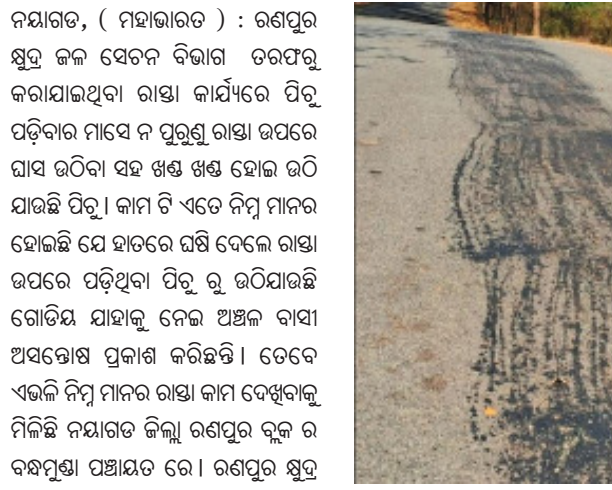 ନୟାଗଡ, ( ମହାଭାରତ ) : ରଣପୁର
କ୍ଷୁଦ୍ର ଜଳ ସେଚନ ବିଭାଗ ତରଫରୁ
କରାଯାଇଥିବା ରାସ୍ତା କାର୍ଯ୍ୟରେ ପିଚୁ
ପଡ଼ିବାର ମାସେ ନ ପୁରୁଣୁ ରାସ୍ତା ଉପରେ
ଘାସ ଉଠିବା ସହ ଖଣ୍ଡ ଖଣ୍ଡ ହୋଇ ଉଠି
ଯାଉଛି ପିଚୁ। କାମ ଟି ଏତେ ନିମ୍ନ ମାନର
ହୋଇଛି ଯେ ହାତରେ ଘଷି ଦେଲେ ରାସ୍ତା
ଉପରେ ପଡ଼ିଥିବା ପିଚୁ ରୁ ଉଠିଯାଉଛି
ଗୋଡିୟ ଯାହାକୁ ନେଇ ଅଞ୍ଚଳ ବାସୀ
ଅସନ୍ତୋଷ ପ୍ରକାଶ କରିଛନ୍ତି। ତେବେ
ଏଭଳି ନିମ୍ନ ମାନର ରାସ୍ତା କାମ ଦେଖିବାକୁ
ମିଳିଛି ନୟାଗଡ ଜିଲ୍ଲା ରଣପୁର ବ୍ଲକ ର
ବନ୍ଧମୁଣ୍ଡା ପଞ୍ଚାୟତ ରେ। ରଣପୁର କ୍ଷୁଦ୍ର